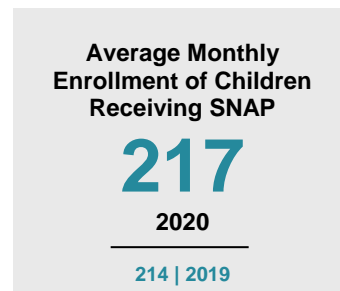 Average Monthly
Enrollment of Children
Receiving SNAP
217
2020
214 | 2019